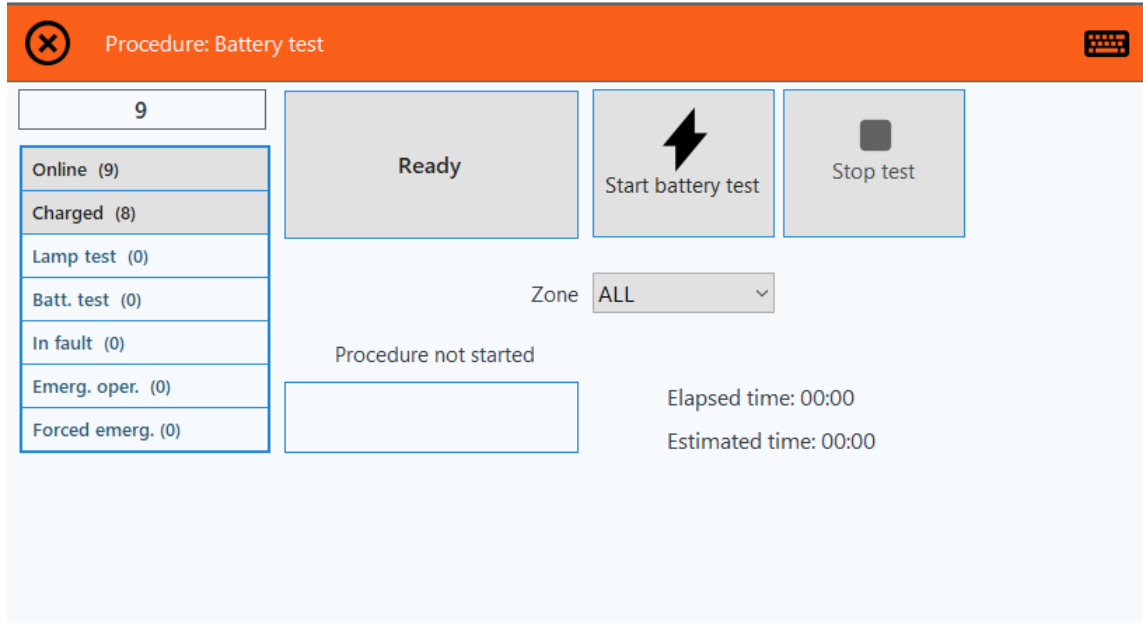 Procedure: Battery test
9
Online (9)
Charged (8)
Lamp test (0)
Batt. test (0)
In fault (0)
Emerg. oper. (0)
Forced emerg. (0)
Ready
Start battery test
Stop test
Zone ALL
Procedure not started
Elapsed time: 00:00
Estimated time: 00:00